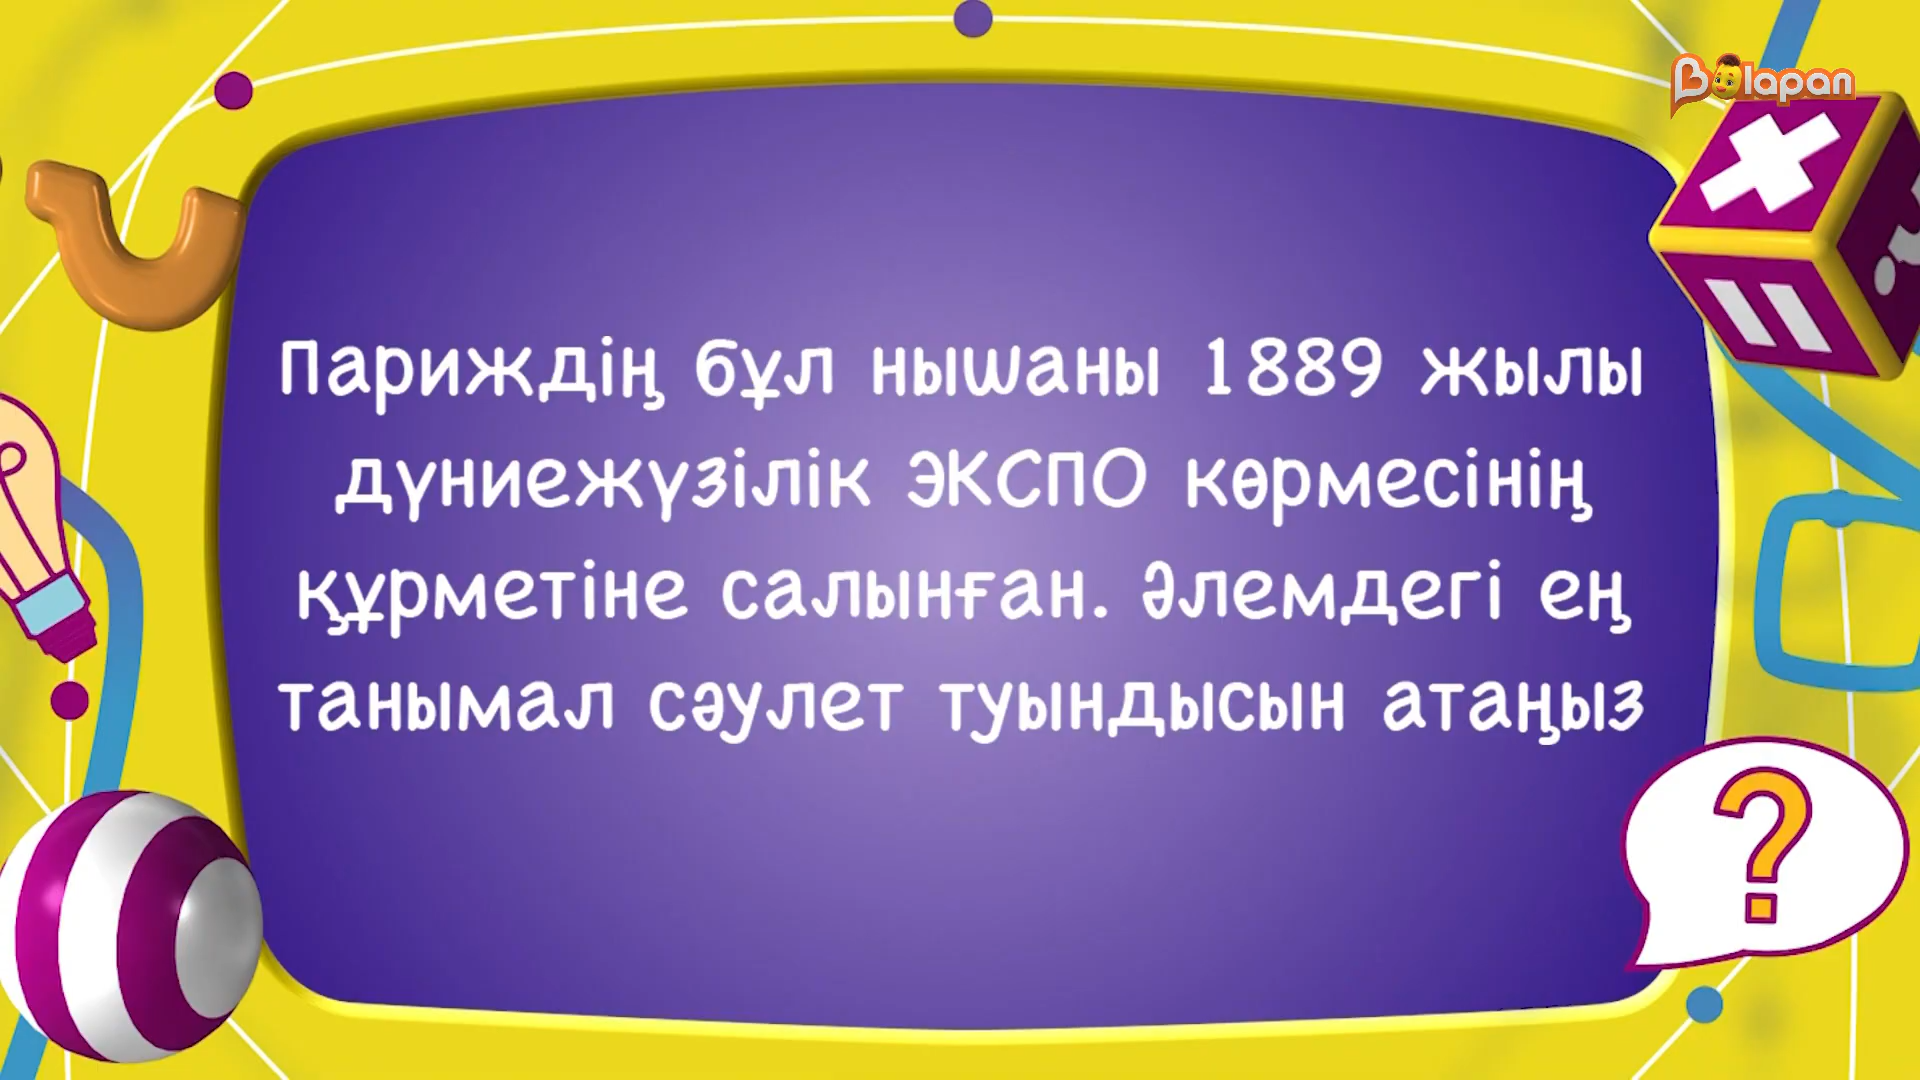 Bolapan
Париждің бұл нышаны 1889 жылы
дүниежүзілік ЭКСПО көрмесінің
құрметіне салынған. Әлемдегі ең
танымал сәулет туындысын атаңыз
?